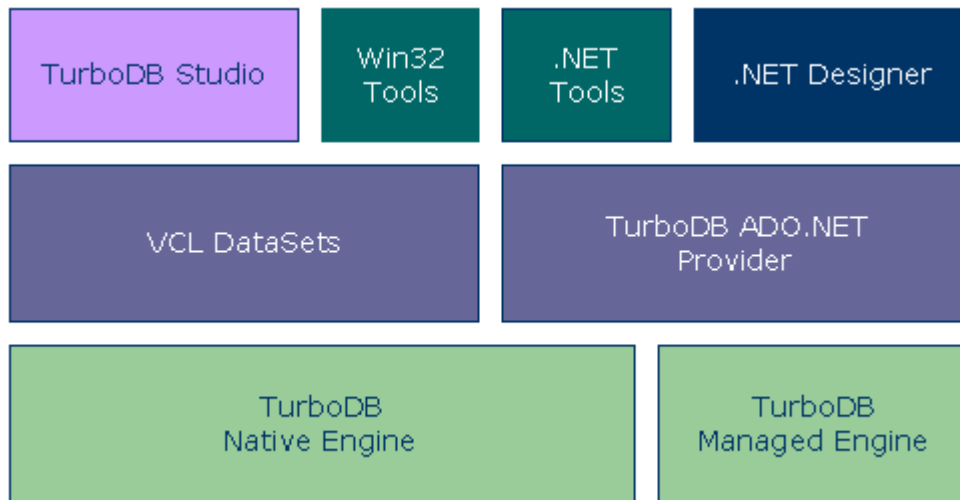 TurboDB Studio
Win32
Tools
.NET
Tools
.NET Designer
VCL DataSets
TurboDB ADO.NET
Provider
TurboDB
Native Engine
TurboDB
Managed Engine